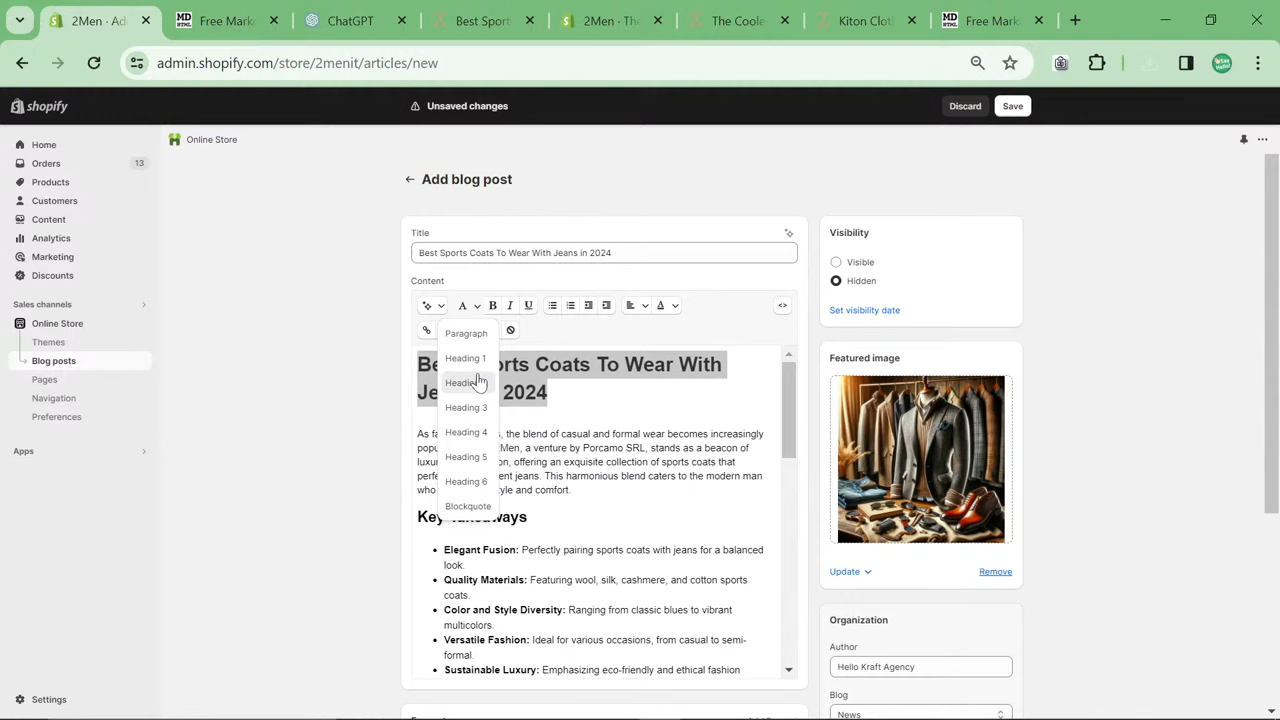 2Men - Ad
Free Mark
ChatGPT
Best Sport
2Men - The
The Coole
Kiton Clot
Free Mark
admin.shopify.com/store/2menit/articles/new
shopify
Unsaved changes
Discard
Save
Home
Orders
13
Products
Customers
Content
Analytics
Marketing
Discounts
Sales channels
Online Store
Themes
Blog posts
Pages
Navigation
Preferences
Apps
Settings
Online Store
Add blog post
Title
Best Sports Coats To Wear With Jeans in 2024
Content
A
B
I
U
A
<>
Paragraph
Heading 1
Heading 3
Heading 4
Heading 5
Heading 6
Blockquote
Be orts Coats To Wear With
Je 2024
As fa s, the blend of casual and formal wear becomes increasingly
popu Men, a venture by Porcamo SRL, stands as a beacon of
luxur on, offering an exquisite collection of sports coats that
perfe ent jeans. This harmonious blend caters to the modern man
who yle and comfort.
Key Takeaways
• Elegant Fusion: Perfectly pairing sports coats with jeans for a balanced
look.
• Quality Materials: Featuring wool, silk, cashmere, and cotton sports
coats.
• Color and Style Diversity: Ranging from classic blues to vibrant
multicolors.
• Versatile Fashion: Ideal for various occasions, from casual to semi-
formal.
• Sustainable Luxury: Emphasizing eco-friendly and ethical fashion
Visibility
Visible
Hidden
Set visibility date
Featured image
Update
Remove
Organization
Author
Hello Kraft Agency
Blog
News